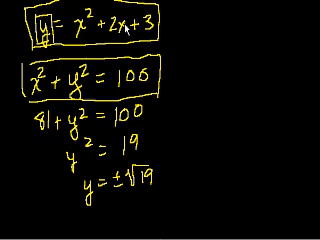 y = x² + 2x + 3
x² + y² = 100
81 + y² = 100
y² = 19
y = ±√19